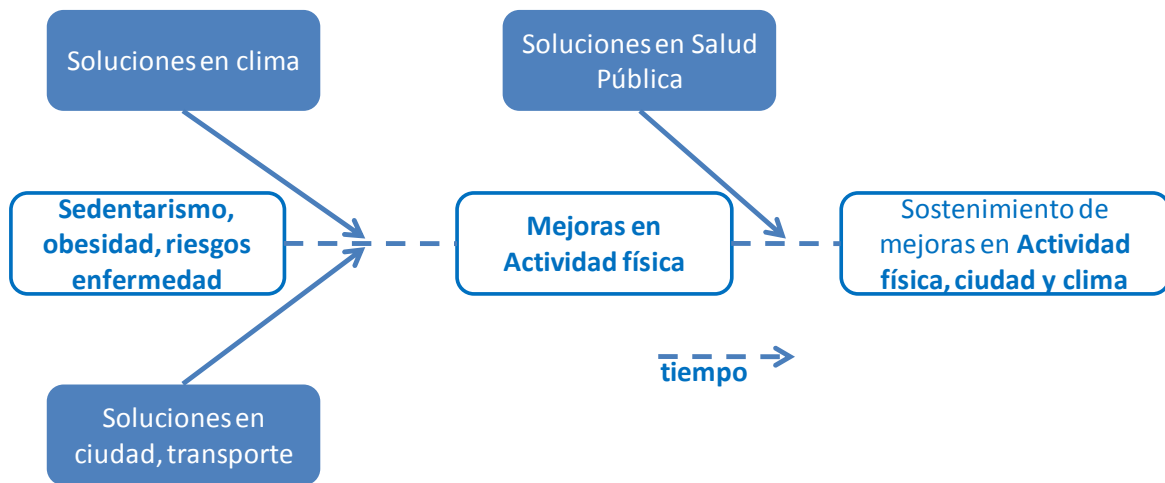 Soluciones en clima
Soluciones en Salud
Pública
Sedentarismo,
obesidad, riesgos
enfermedad
Mejoras en
Actividad física
Sostenimiento de
mejoras en Actividad
física, ciudad y clima
tiempo
Soluciones en
ciudad, transporte